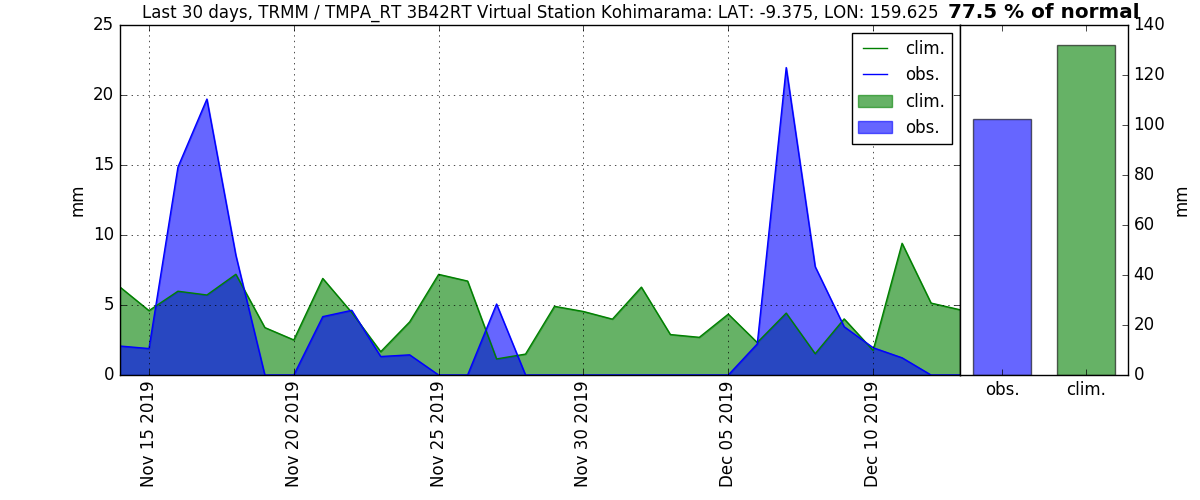 Last 30 days, TRMM / TMPA_RT 3B42RT Virtual Station Kohimarama: LAT: -9.375, LON: 159.625
77.5 % of normal
25
20
15
10
5
0
mm
clim.
obs.
clim.
obs.
Nov 15 2019
Nov 20 2019
Nov 25 2019
Nov 30 2019
Dec 05 2019
Dec 10 2019
140
120
100
80
60
40
20
0
mm
obs.
clim.